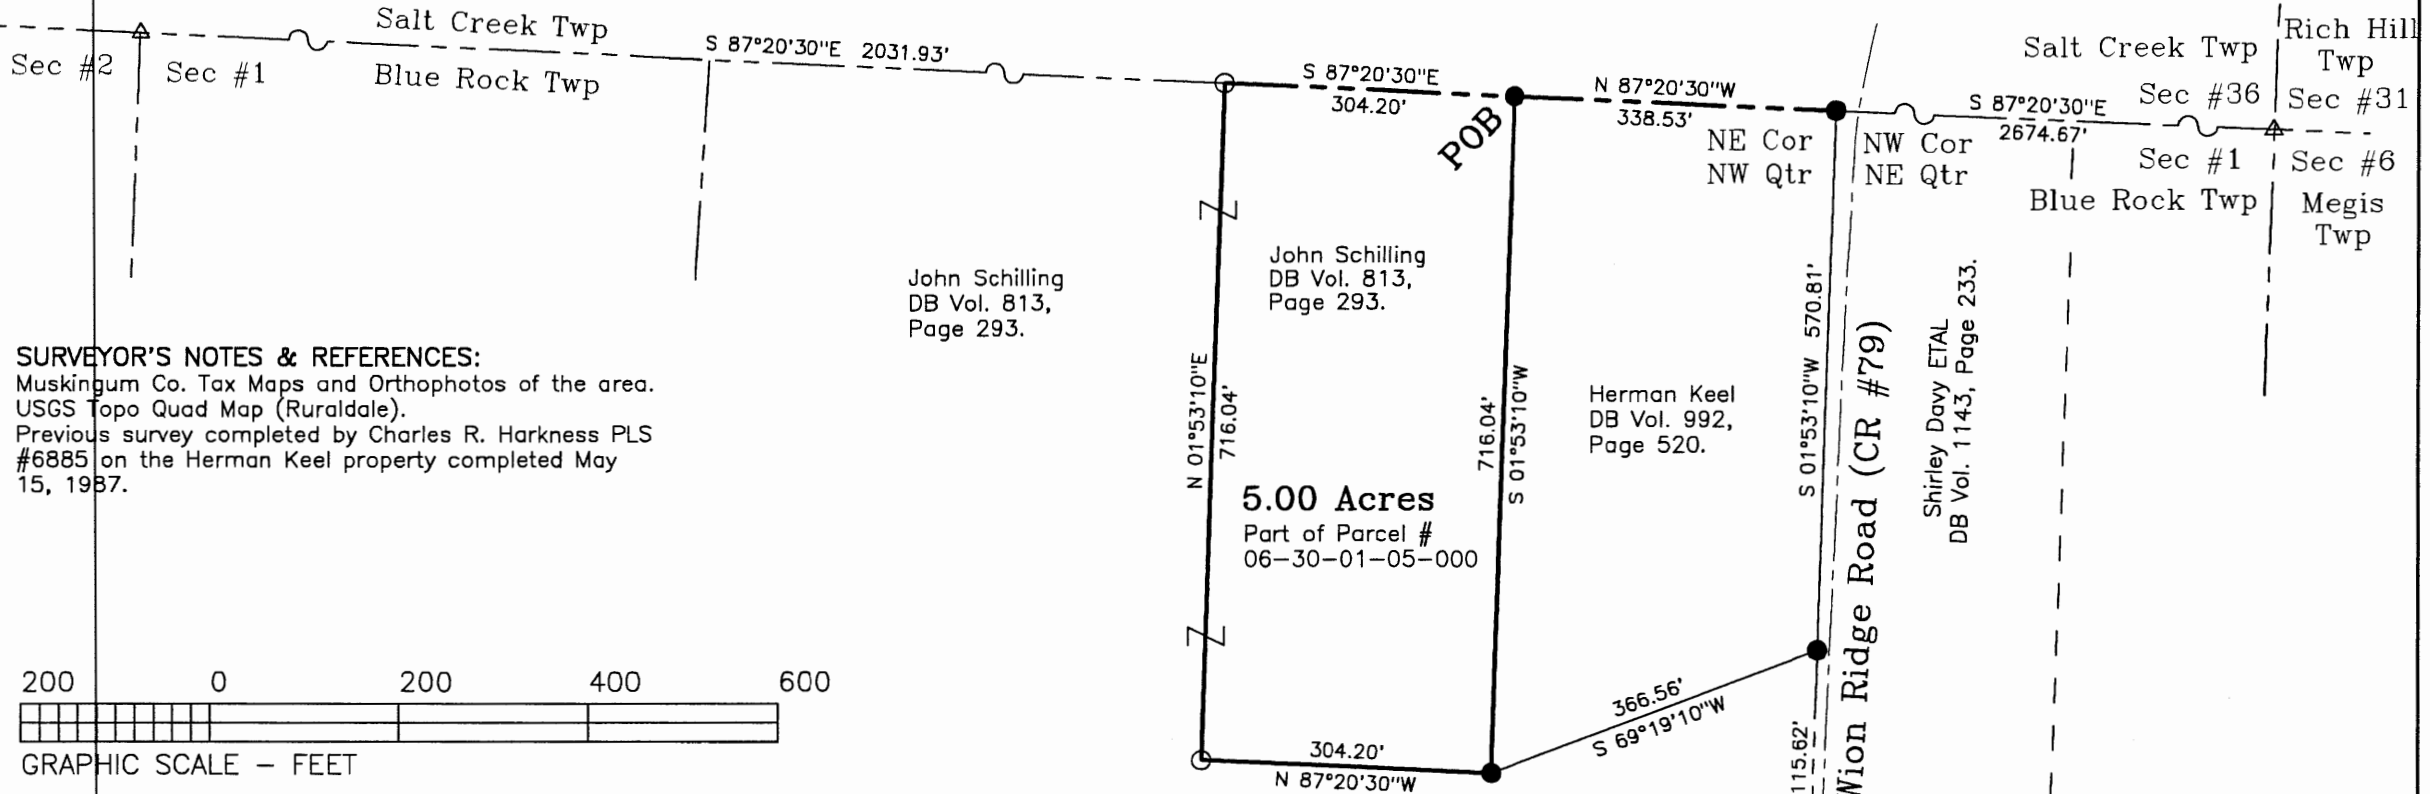 Salt Creek Twp
S 87°20'30"E 2031.93'
Sec #2
Sec #1
Blue Rock Twp
S 87°20'30"E
304.20'
POB
N 87°20'30"W
338.53'
NE Cor
NW Qtr
NW Cor
NE Qtr
Salt Creek Twp
Sec #36
S 87°20'30"E
2674.67'
Sec #1
Blue Rock Twp
Rich Hill
Twp
Sec #31
Sec #6
Megis
Twp
John Schilling
DB Vol. 813,
Page 293.
John Schilling
DB Vol. 813,
Page 293.
N 01°53'10"E
716.04'
716.04'
S 01°53'10"W
Herman Keel
DB Vol. 992,
Page 520.
S 01°53'10"W 570.81'
Wion Ridge Road (CR #79)
Shirley Davy ETAL
DB Vol. 1143, Page 233.
SURVEYOR'S NOTES & REFERENCES:
Muskingum Co. Tax Maps and Orthophotos of the area.
USGS Topo Quad Map (Ruraldale).
Previous survey completed by Charles R. Harkness PLS
#6885 on the Herman Keel property completed May
15, 1987.
5.00 Acres
Part of Parcel #
06-30-01-05-000
366.56'
S 69°19'10"W
115.62'
304.20'
N 87°20'30"W
200 0 200 400 600
GRAPHIC SCALE - FEET